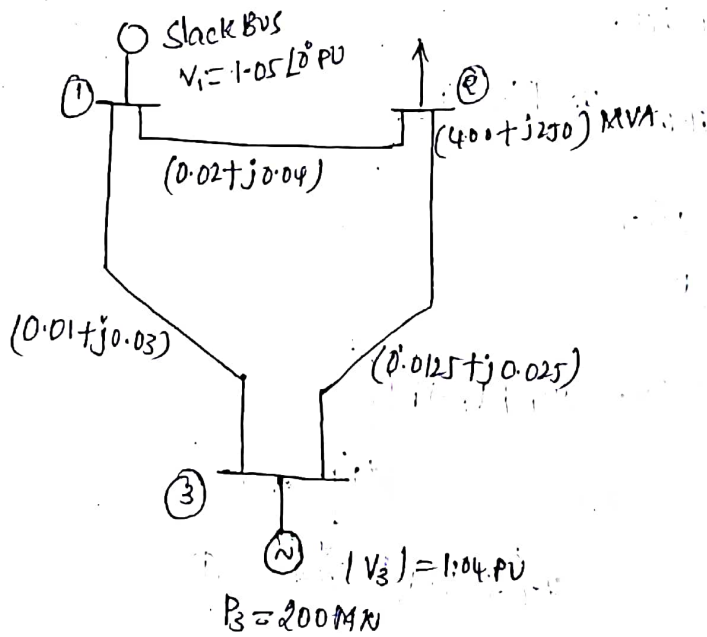 Slack Bus
V₁ = 1.05∠0° PU
①
②
(400+j250) MVA
(0.02+j0.04)
(0.01+j0.03)
(0.0125+j0.025)
③
~
|V₃| = 1.04 PU
P₃ = 200 MW